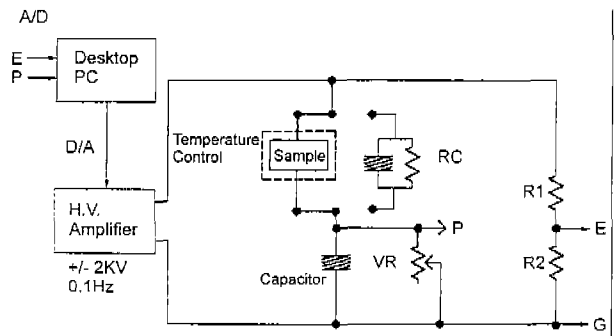 A/D
E
P
Desktop
PC
D/A
Temperature
Control
Sample
RC
H.V.
Amplifier
+/- 2KV
0.1Hz
Capacitor
VR
P
R1
E
R2
G